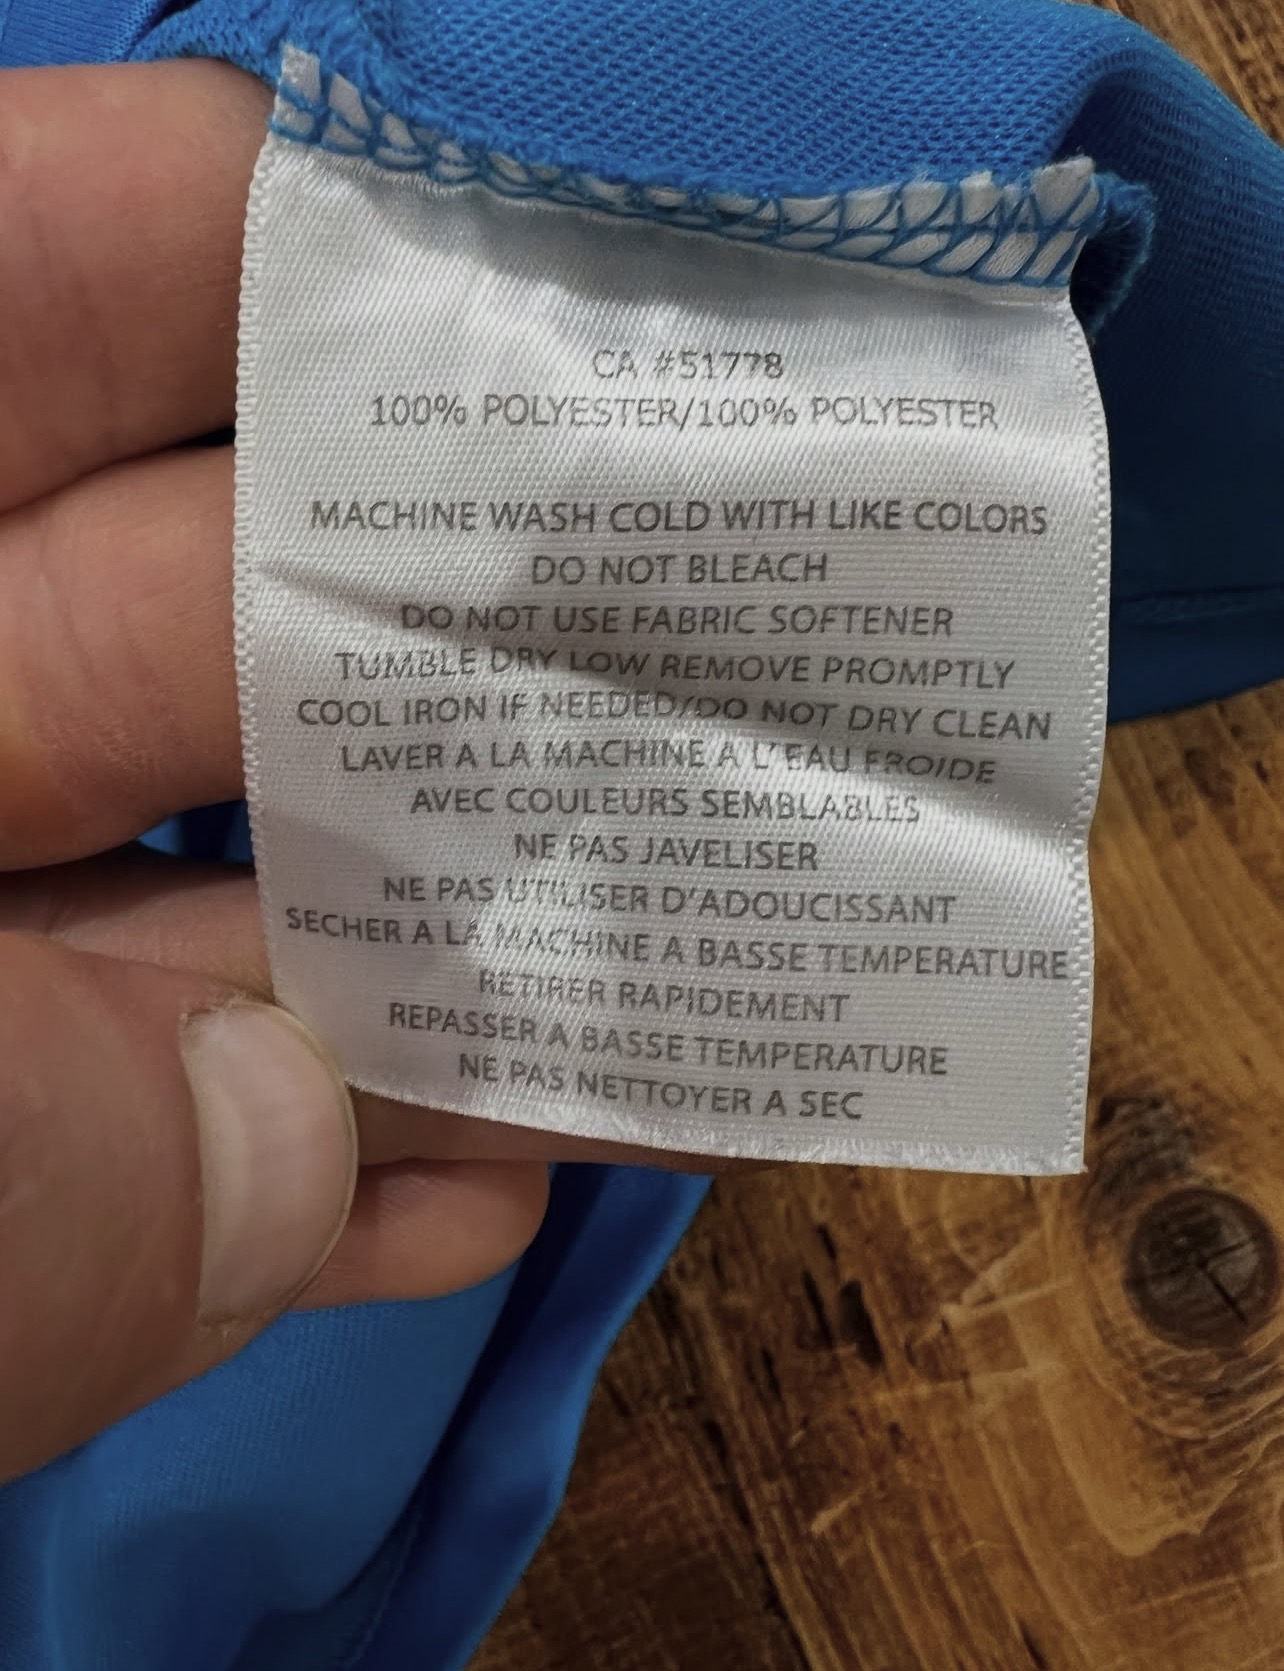 CA #51778
100% POLYESTER/100% POLYESTER
MACHINE WASH COLD WITH LIKE COLORS
DO NOT BLEACH
DO NOT USE FABRIC SOFTENER
TUMBLE DRY LOW REMOVE PROMPTLY
COOL IRON IF NEEDED/DO NOT DRY CLEAN
LAVER A LA MACHINE A L'EAU FROIDE
AVEC COULEURS SEMBLABLES
NE PAS JAVELISER
NE PAS UTILISER D'ADOUCISSANT
SECHER A LA MACHINE A BASSE TEMPERATURE
RETIRER RAPIDEMENT
REPASSER A BASSE TEMPERATURE
NE PAS NETTOYER A SEC